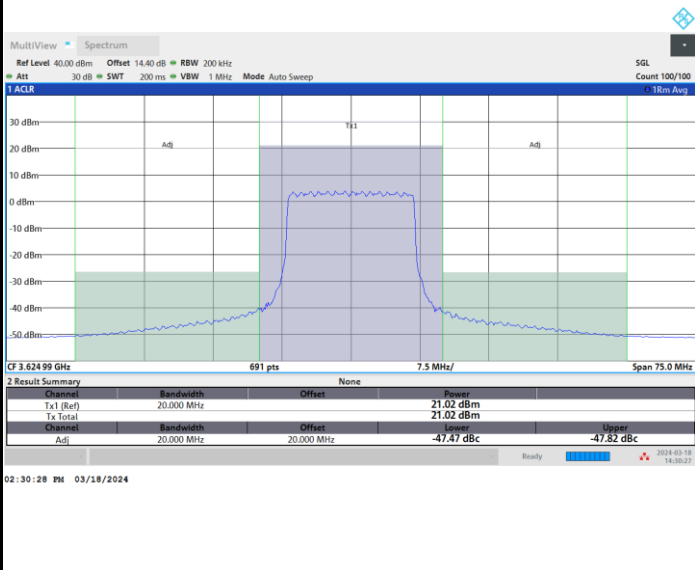 MultiView Spectrum
Ref Level 40.00 dBm Offset 14.40 dB RBW 200 kHz SGL
Att 30 dB SWT 200 ms VBW 1 MHz Mode Auto Sweep Count 100/100
1 ACLR 1Rm Avg
30 dBm
Tx1
20 dBm Adj Adj
10 dBm
0 dBm
-10 dBm
-20 dBm
-30 dBm
-40 dBm
-50 dBm
CF 3.624 99 GHz 691 pts 7.5 MHz/ Span 75.0 MHz
2 Result Summary None
Channel Bandwidth Offset Power
Tx1 (Ref) 20.000 MHz 21.02 dBm
Tx Total 21.02 dBm
Channel Bandwidth Offset Lower Upper
Adj 20.000 MHz 20.000 MHz -47.47 dBc -47.82 dBc
Ready 2024-03-18
14:30:27
02:30:28 PM 03/18/2024